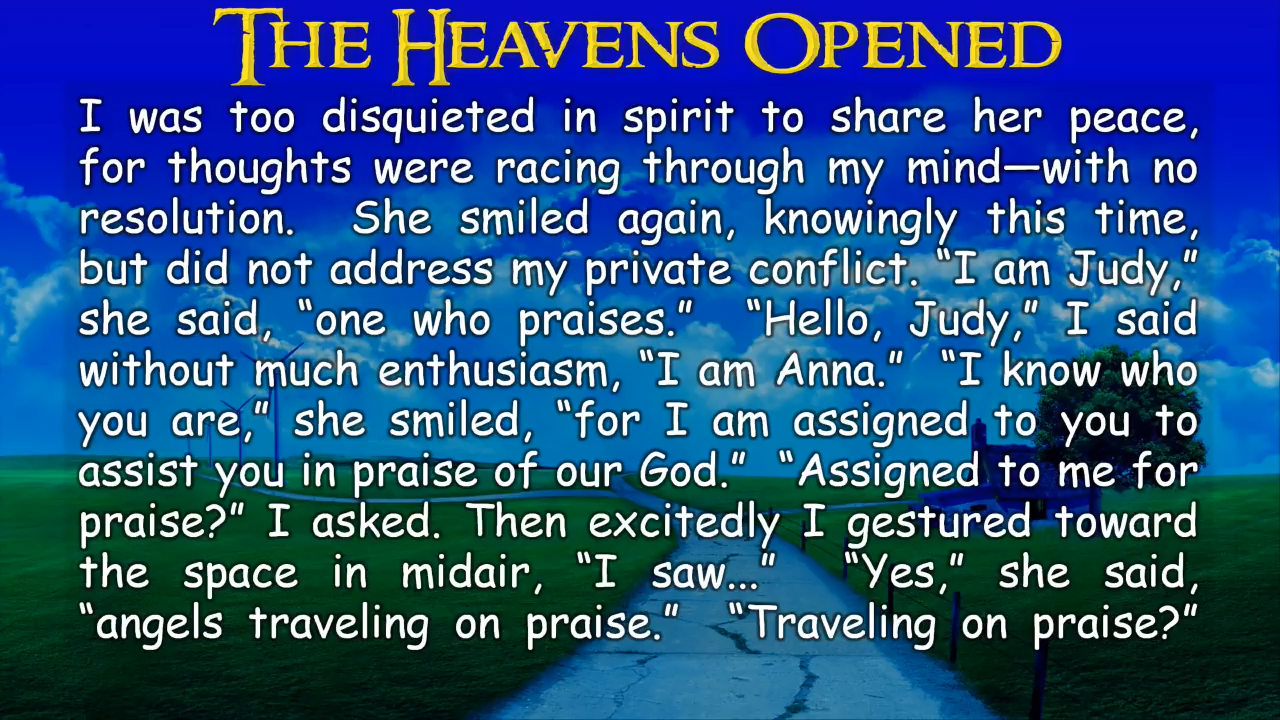 THE HEAVENS OPENED
I was too disquieted in spirit to share her peace,
for thoughts were racing through my mind—with no
resolution. She smiled again, knowingly this time,
but did not address my private conflict. “I am Judy,”
she said, “one who praises.” “Hello, Judy,” I said
without much enthusiasm, “I am Anna.” “I know who
you are,” she smiled, “for I am assigned to you to
assist you in praise of our God.” “Assigned to me for
praise?” I asked. Then excitedly I gestured toward
the space in midair, “I saw...” “Yes,” she said,
“angels traveling on praise.” “Traveling on praise?”